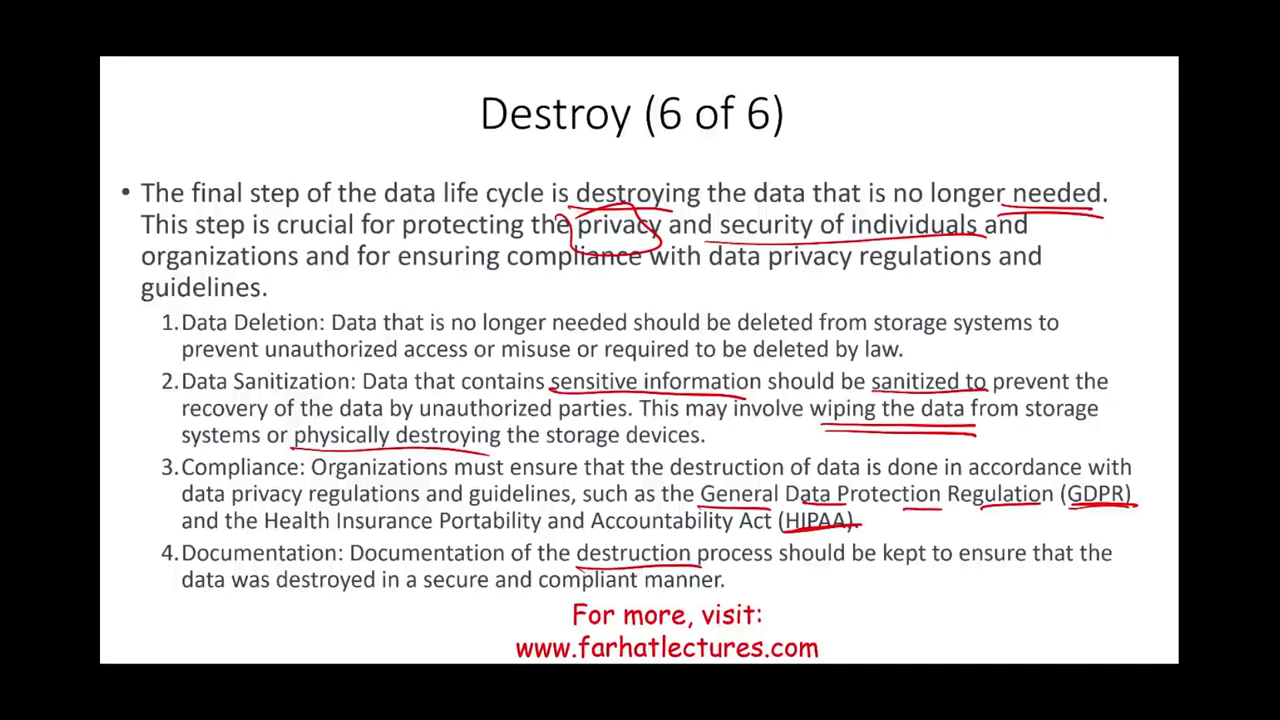 Destroy (6 of 6)
• The final step of the data life cycle is destroying the data that is no longer needed.
This step is crucial for protecting the privacy and security of individuals and
organizations and for ensuring compliance with data privacy regulations and
guidelines.
1. Data Deletion: Data that is no longer needed should be deleted from storage systems to
prevent unauthorized access or misuse or required to be deleted by law.
2. Data Sanitization: Data that contains sensitive information should be sanitized to prevent the
recovery of the data by unauthorized parties. This may involve wiping the data from storage
systems or physically destroying the storage devices.
3. Compliance: Organizations must ensure that the destruction of data is done in accordance with
data privacy regulations and guidelines, such as the General Data Protection Regulation (GDPR)
and the Health Insurance Portability and Accountability Act (HIPAA).
4. Documentation: Documentation of the destruction process should be kept to ensure that the
data was destroyed in a secure and compliant manner.
For more, visit:
www.farhatlectures.com